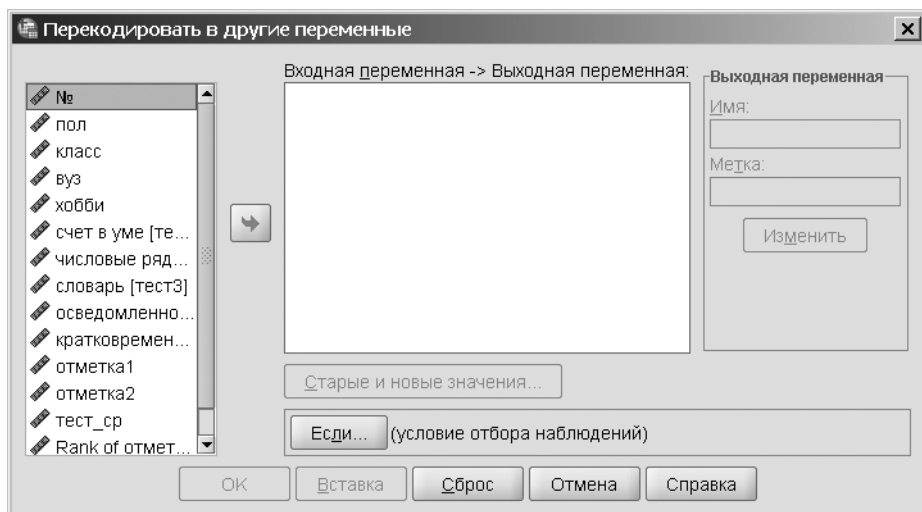 Перекодировать в другие переменные
№
пол
класс
вуз
хобби
счет в уме [те...
числовые ряд...
словарь [тест3]
осведомленно...
кратковремен...
отметка1
отметка2
тест_ср
Rank of отмет...
Входная переменная -> Выходная переменная:
Старые и новые значения...
Если... (условие отбора наблюдений)
Выходная переменная
Имя:
Метка:
Изменить
OK Вставка Сброс Отмена Справка